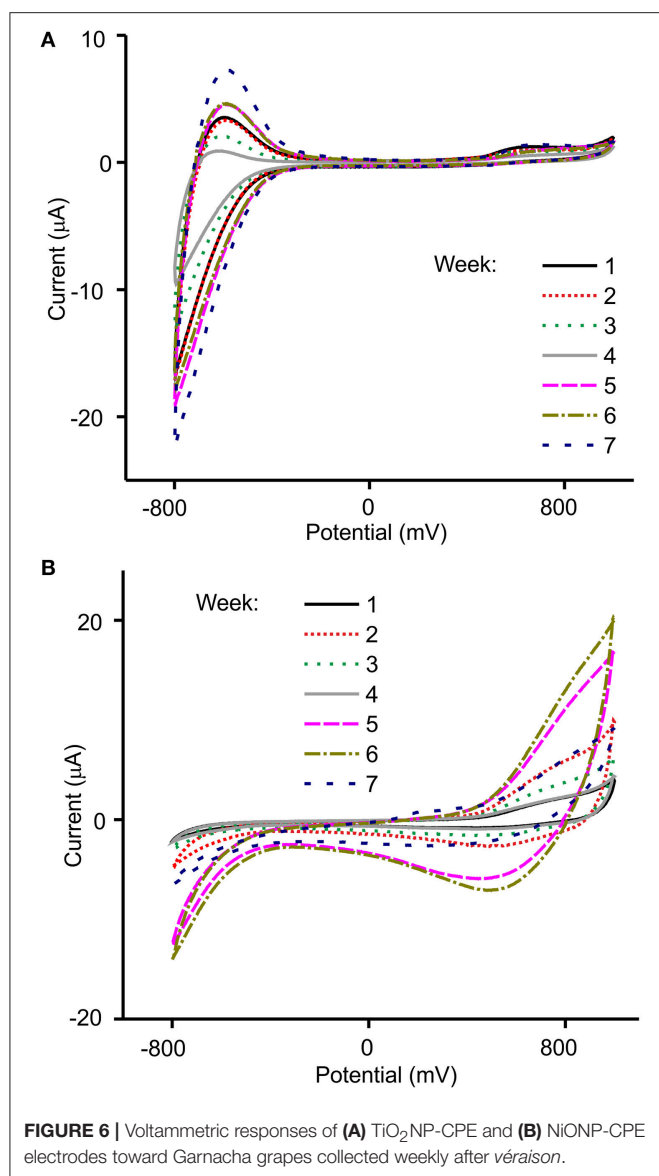 A
10
0
-10
-20
Current (µA)
Week:
1
2
3
4
5
6
7
-800
0
800
Potential (mV)
B
Week:
1
2
3
4
5
6
7
20
0
-20
Current (µA)
-800
0
800
Potential (mV)
FIGURE 6 | Voltammetric responses of (A) TiO₂NP-CPE and (B) NiONP-CPE
electrodes toward Garnacha grapes collected weekly after véraison.